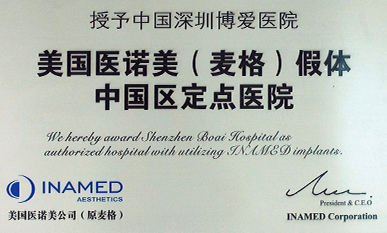 授予中国深圳博爱医院
美国医诺美（麦格）假体
中国区定点医院
We hereby award Shenzhen Boai Hospital as
authorized hospital with utilizing INAMED implants.
INAMED
AESTHETICS
美国医诺美公司（原麦格）
President & C.E.O
INAMED Corporation